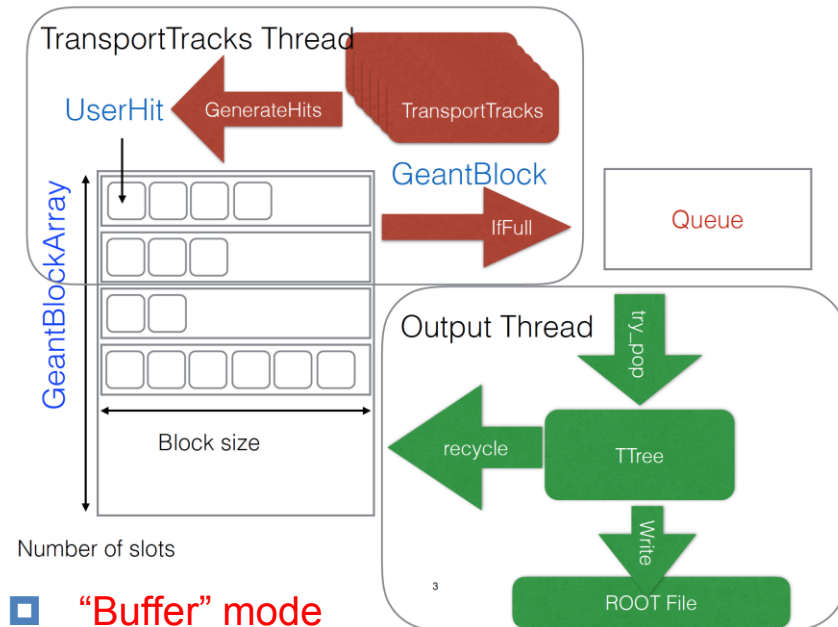 TransportTracks Thread
UserHit
GenerateHits
TransportTracks
GeantBlock
IfFull
Queue
GeantBlockArray
Output Thread
try_pop
Block size
recycle
TTree
Write
Number of slots
3
ROOT File
“Buffer” mode